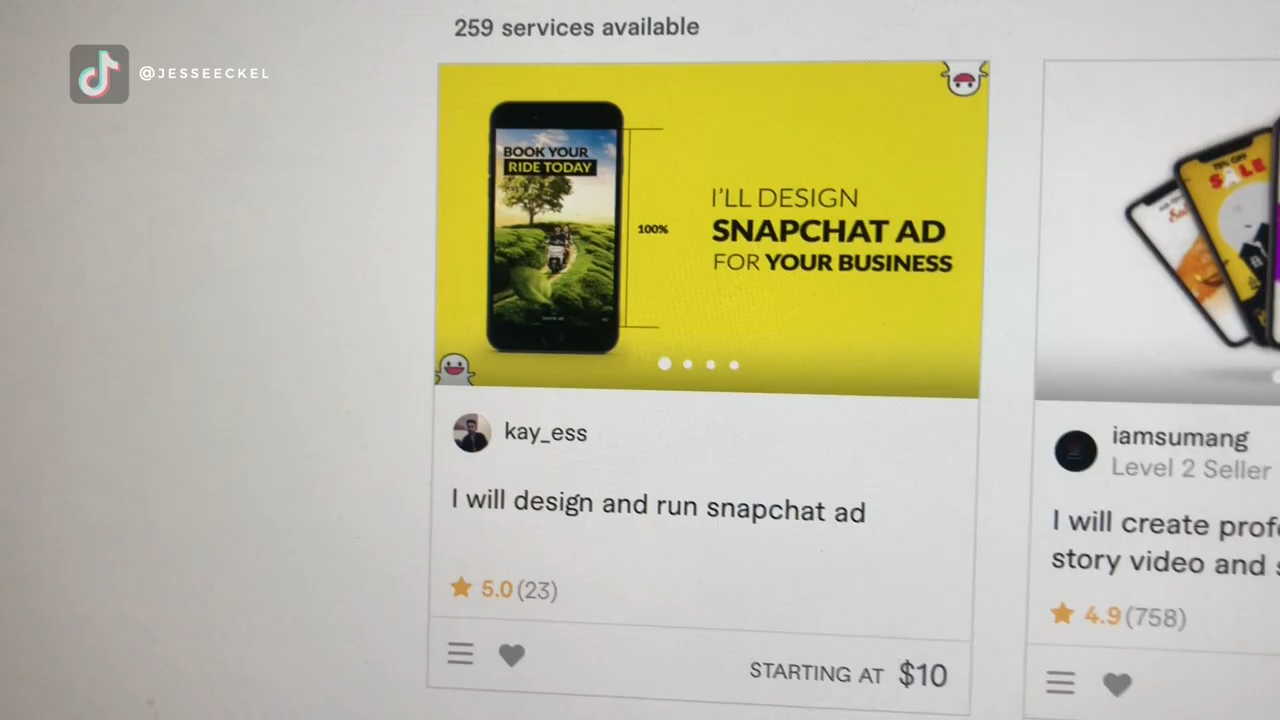 259 services available
@JESSEECKEL
BOOK YOUR
RIDE TODAY
100%
I'LL DESIGN
SNAPCHAT AD
FOR YOUR BUSINESS
kay_ess
I will design and run snapchat ad
5.0 (23)
STARTING AT $10
SALE
iamsumang
Level 2 Seller
I will create
story video and
4.9 (758)